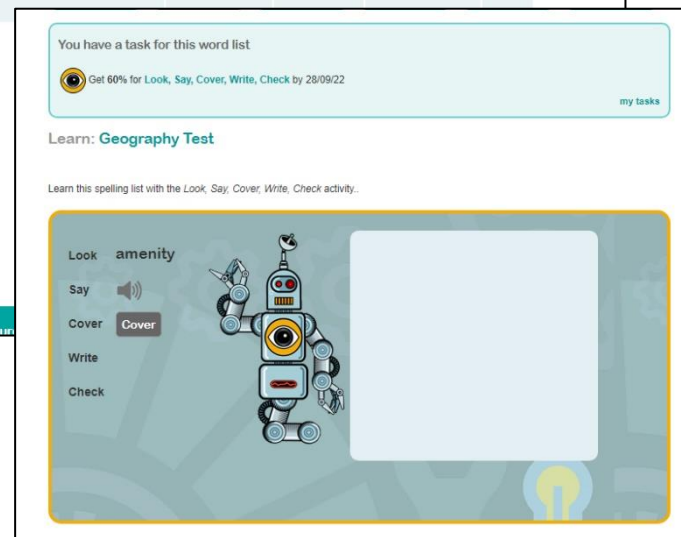 You have a task for this word list
Get 60% for Look, Say, Cover, Write, Check by 28/09/22
my tasks
Learn: Geography Test
Learn this spelling list with the Look, Say, Cover, Write, Check activity..
Look amenity
Say
Cover Cover
Write
Check